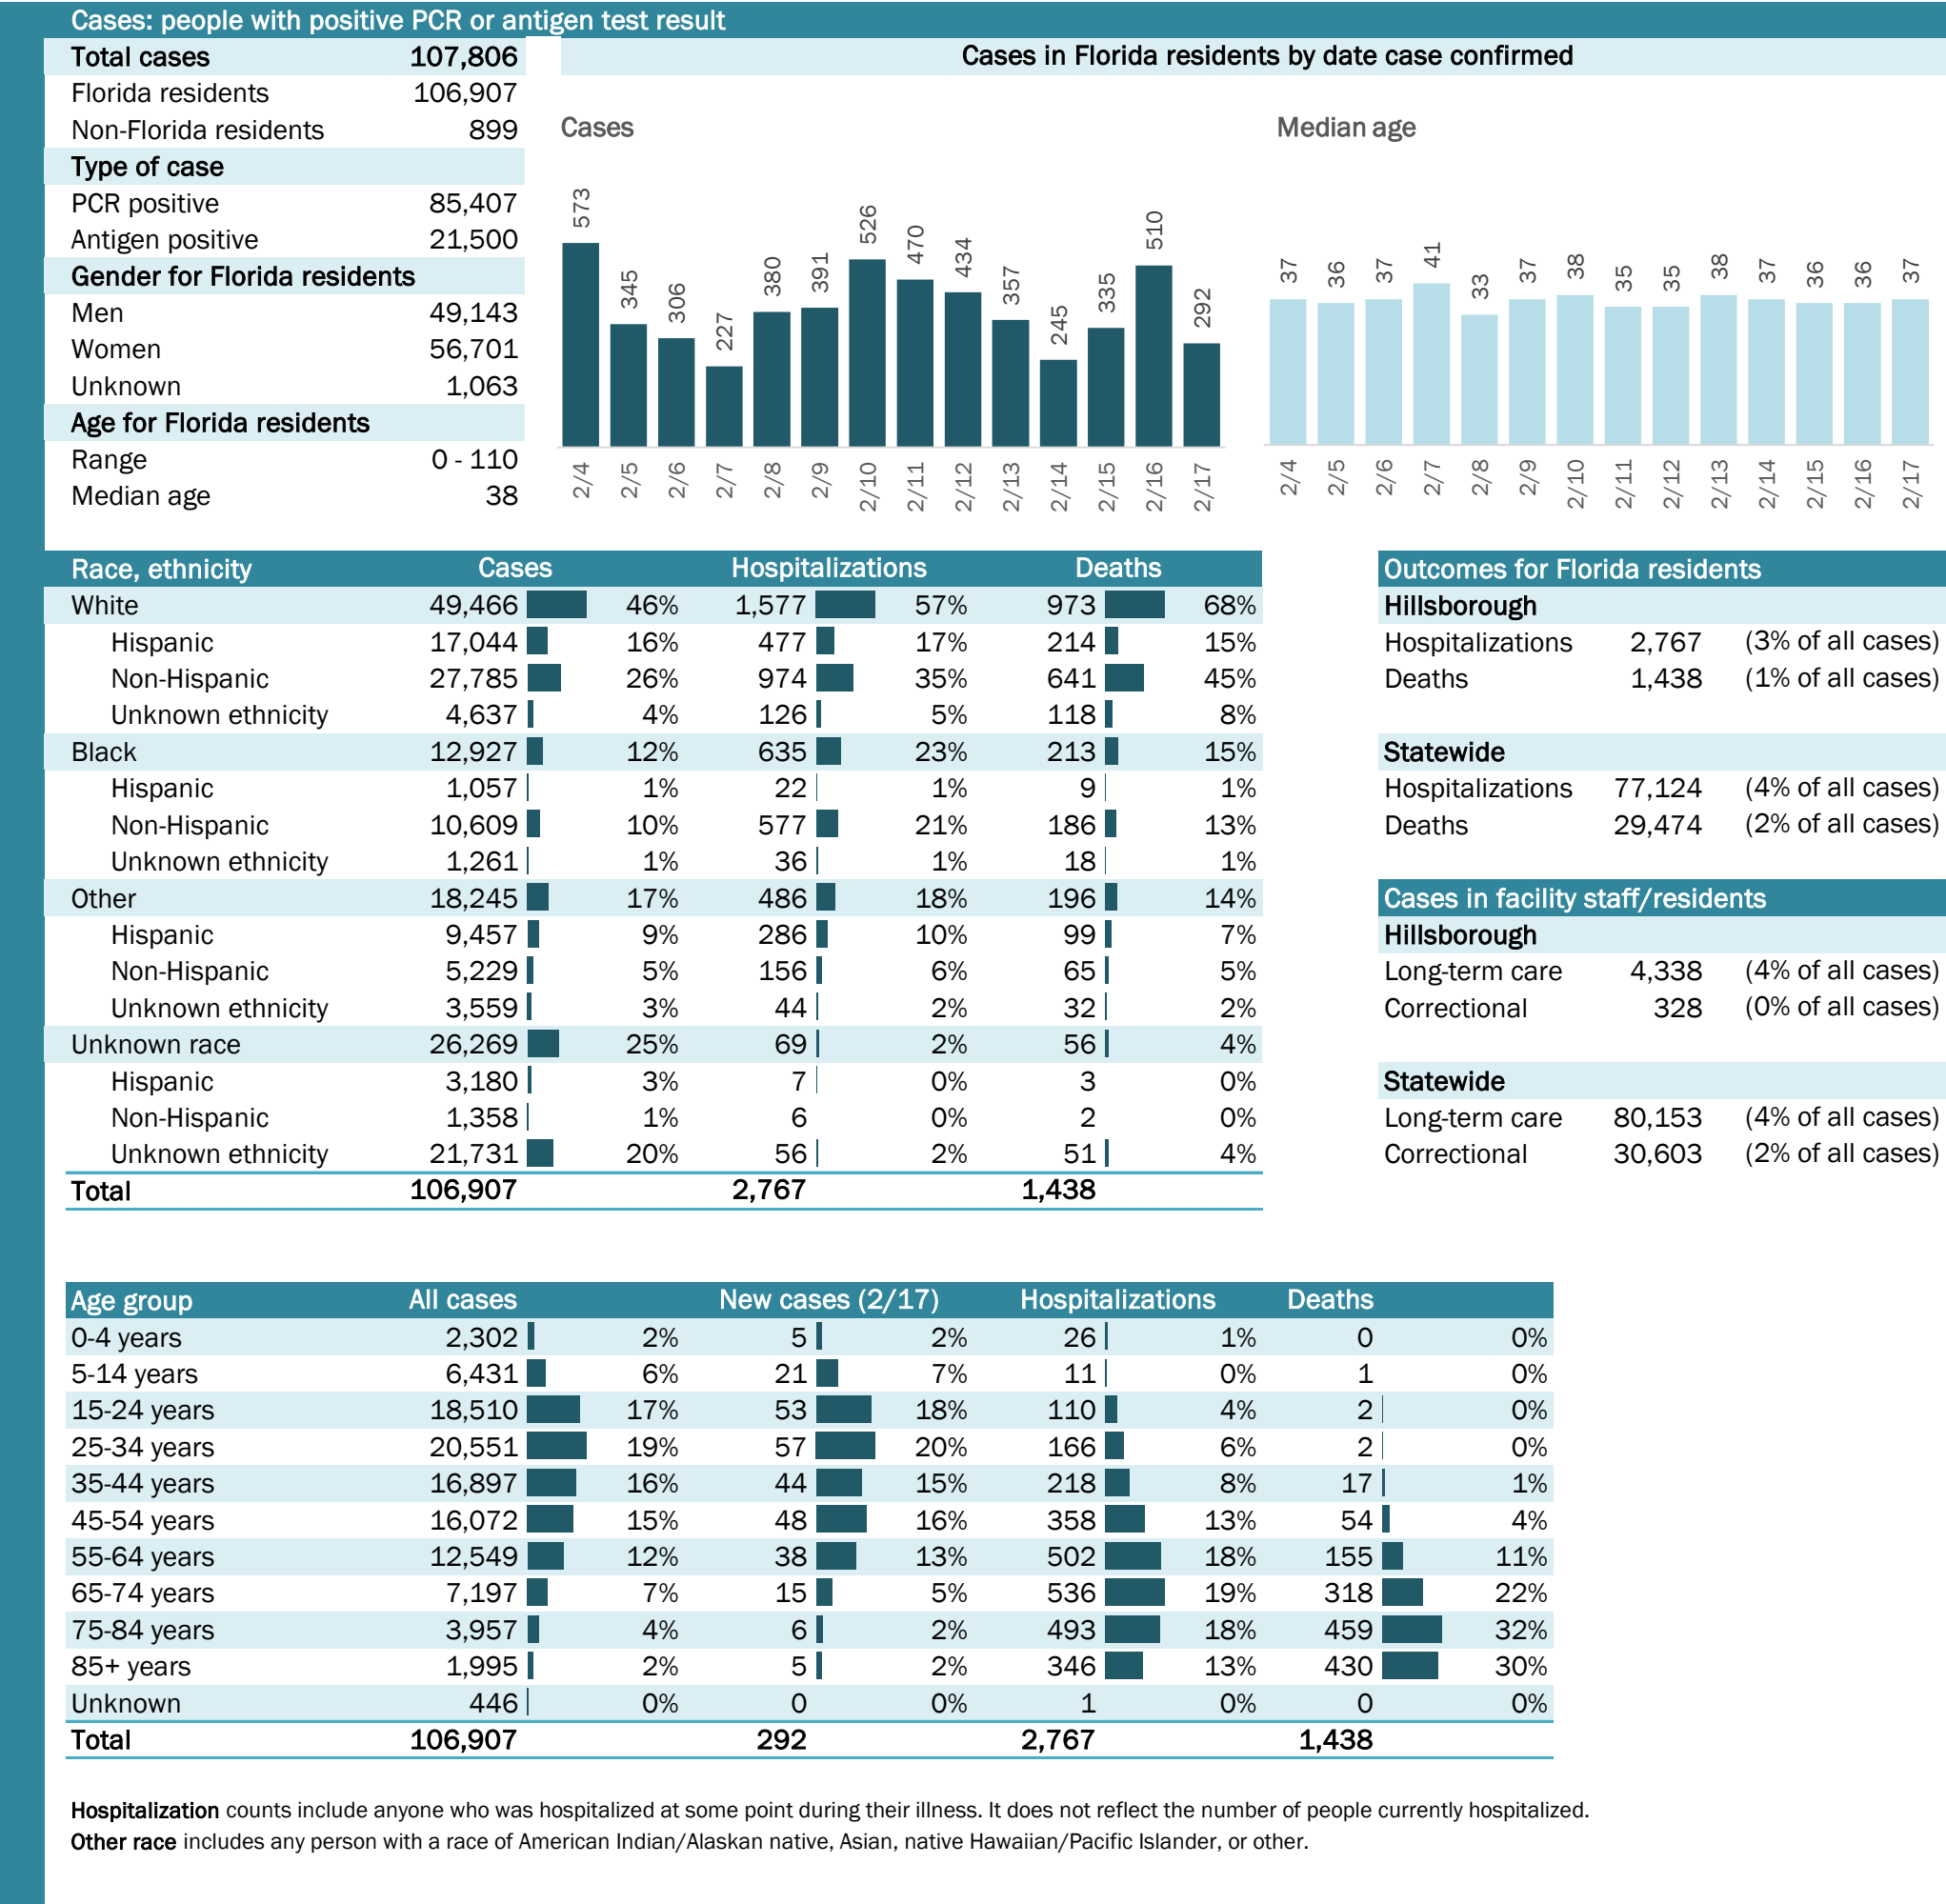 Cases: people with positive PCR or antigen test result
Total cases 107,806
Florida residents 106,907
Non-Florida residents 899
Type of case
PCR positive 85,407
Antigen positive 21,500
Gender for Florida residents
Men 49,143
Women 56,701
Unknown 1,063
Age for Florida residents
Range 0 - 110
Median age 38
Cases in Florida residents by date case confirmed
Cases
573 345 306 227 380 391 526 470 434 357 245 335 510 292
2/4 2/5 2/6 2/7 2/8 2/9 2/10 2/11 2/12 2/13 2/14 2/15 2/16 2/17
Median age
37 36 37 41 33 37 38 35 35 38 37 36 36 37
2/4 2/5 2/6 2/7 2/8 2/9 2/10 2/11 2/12 2/13 2/14 2/15 2/16 2/17
Race, ethnicity Cases Hospitalizations Deaths
White 49,466 46% 1,577 57% 973 68%
Hispanic 17,044 16% 477 17% 214 15%
Non-Hispanic 27,785 26% 974 35% 641 45%
Unknown ethnicity 4,637 4% 126 5% 118 8%
Black 12,927 12% 635 23% 213 15%
Hispanic 1,057 1% 22 1% 9 1%
Non-Hispanic 10,609 10% 577 21% 186 13%
Unknown ethnicity 1,261 1% 36 1% 18 1%
Other 18,245 17% 486 18% 196 14%
Hispanic 9,457 9% 286 10% 99 7%
Non-Hispanic 5,229 5% 156 6% 65 5%
Unknown ethnicity 3,559 3% 44 2% 32 2%
Unknown race 26,269 25% 69 2% 56 4%
Hispanic 3,180 3% 7 0% 3 0%
Non-Hispanic 1,358 1% 6 0% 2 0%
Unknown ethnicity 21,731 20% 56 2% 51 4%
Total 106,907 2,767 1,438
Outcomes for Florida residents
Hillsborough
Hospitalizations 2,767 (3% of all cases)
Deaths 1,438 (1% of all cases)
Statewide
Hospitalizations 77,124 (4% of all cases)
Deaths 29,474 (2% of all cases)
Cases in facility staff/residents
Hillsborough
Long-term care 4,338 (4% of all cases)
Correctional 328 (0% of all cases)
Statewide
Long-term care 80,153 (4% of all cases)
Correctional 30,603 (2% of all cases)
Age group All cases New cases (2/17) Hospitalizations Deaths
0-4 years 2,302 2% 5 2% 26 1% 0 0%
5-14 years 6,431 6% 21 7% 11 0% 1 0%
15-24 years 18,510 17% 53 18% 110 4% 2 0%
25-34 years 20,551 19% 57 20% 166 6% 2 0%
35-44 years 16,897 16% 44 15% 218 8% 17 1%
45-54 years 16,072 15% 48 16% 358 13% 54 4%
55-64 years 12,549 12% 38 13% 502 18% 155 11%
65-74 years 7,197 7% 15 5% 536 19% 318 22%
75-84 years 3,957 4% 6 2% 493 18% 459 32%
85+ years 1,995 2% 5 2% 346 13% 430 30%
Unknown 446 0% 0 0% 1 0% 0 0%
Total 106,907 292 2,767 1,438
Hospitalization counts include anyone who was hospitalized at some point during their illness. It does not reflect the number of people currently hospitalized.
Other race includes any person with a race of American Indian/Alaskan native, Asian, native Hawaiian/Pacific Islander, or other.